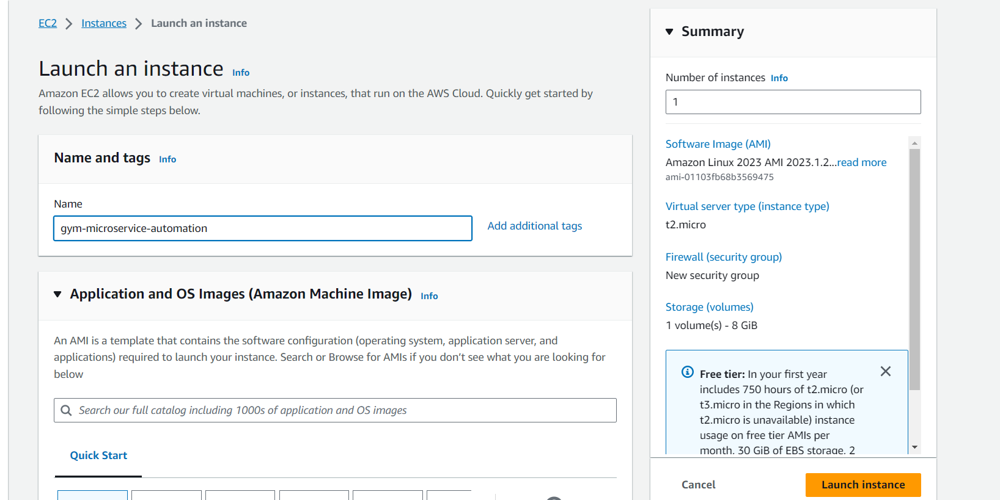 EC2 > Instances > Launch an instance
Launch an instance Info
Amazon EC2 allows you to create virtual machines, or instances, that run on the AWS Cloud. Quickly get started by
following the simple steps below.
Name and tags Info
Name
gym-microservice-automation
Add additional tags
Application and OS Images (Amazon Machine Image) Info
An AMI is a template that contains the software configuration (operating system, application server, and
applications) required to launch your instance. Search or Browse for AMIs if you don’t see what you are looking for
below
Search our full catalog including 1000s of application and OS images
Quick Start
Summary
Number of instances Info
1
Software Image (AMI)
Amazon Linux 2023 AMI 2023.1.2...read more
ami-01103fb68b3569475
Virtual server type (instance type)
t2.micro
Firewall (security group)
New security group
Storage (volumes)
1 volume(s) - 8 GiB
Free tier: In your first year
includes 750 hours of t2.micro (or
t3.micro in the Regions in which
t2.micro is unavailable) instance
usage on free tier AMIs per
month, 30 GiB of EBS storage, 2
Cancel
Launch instance